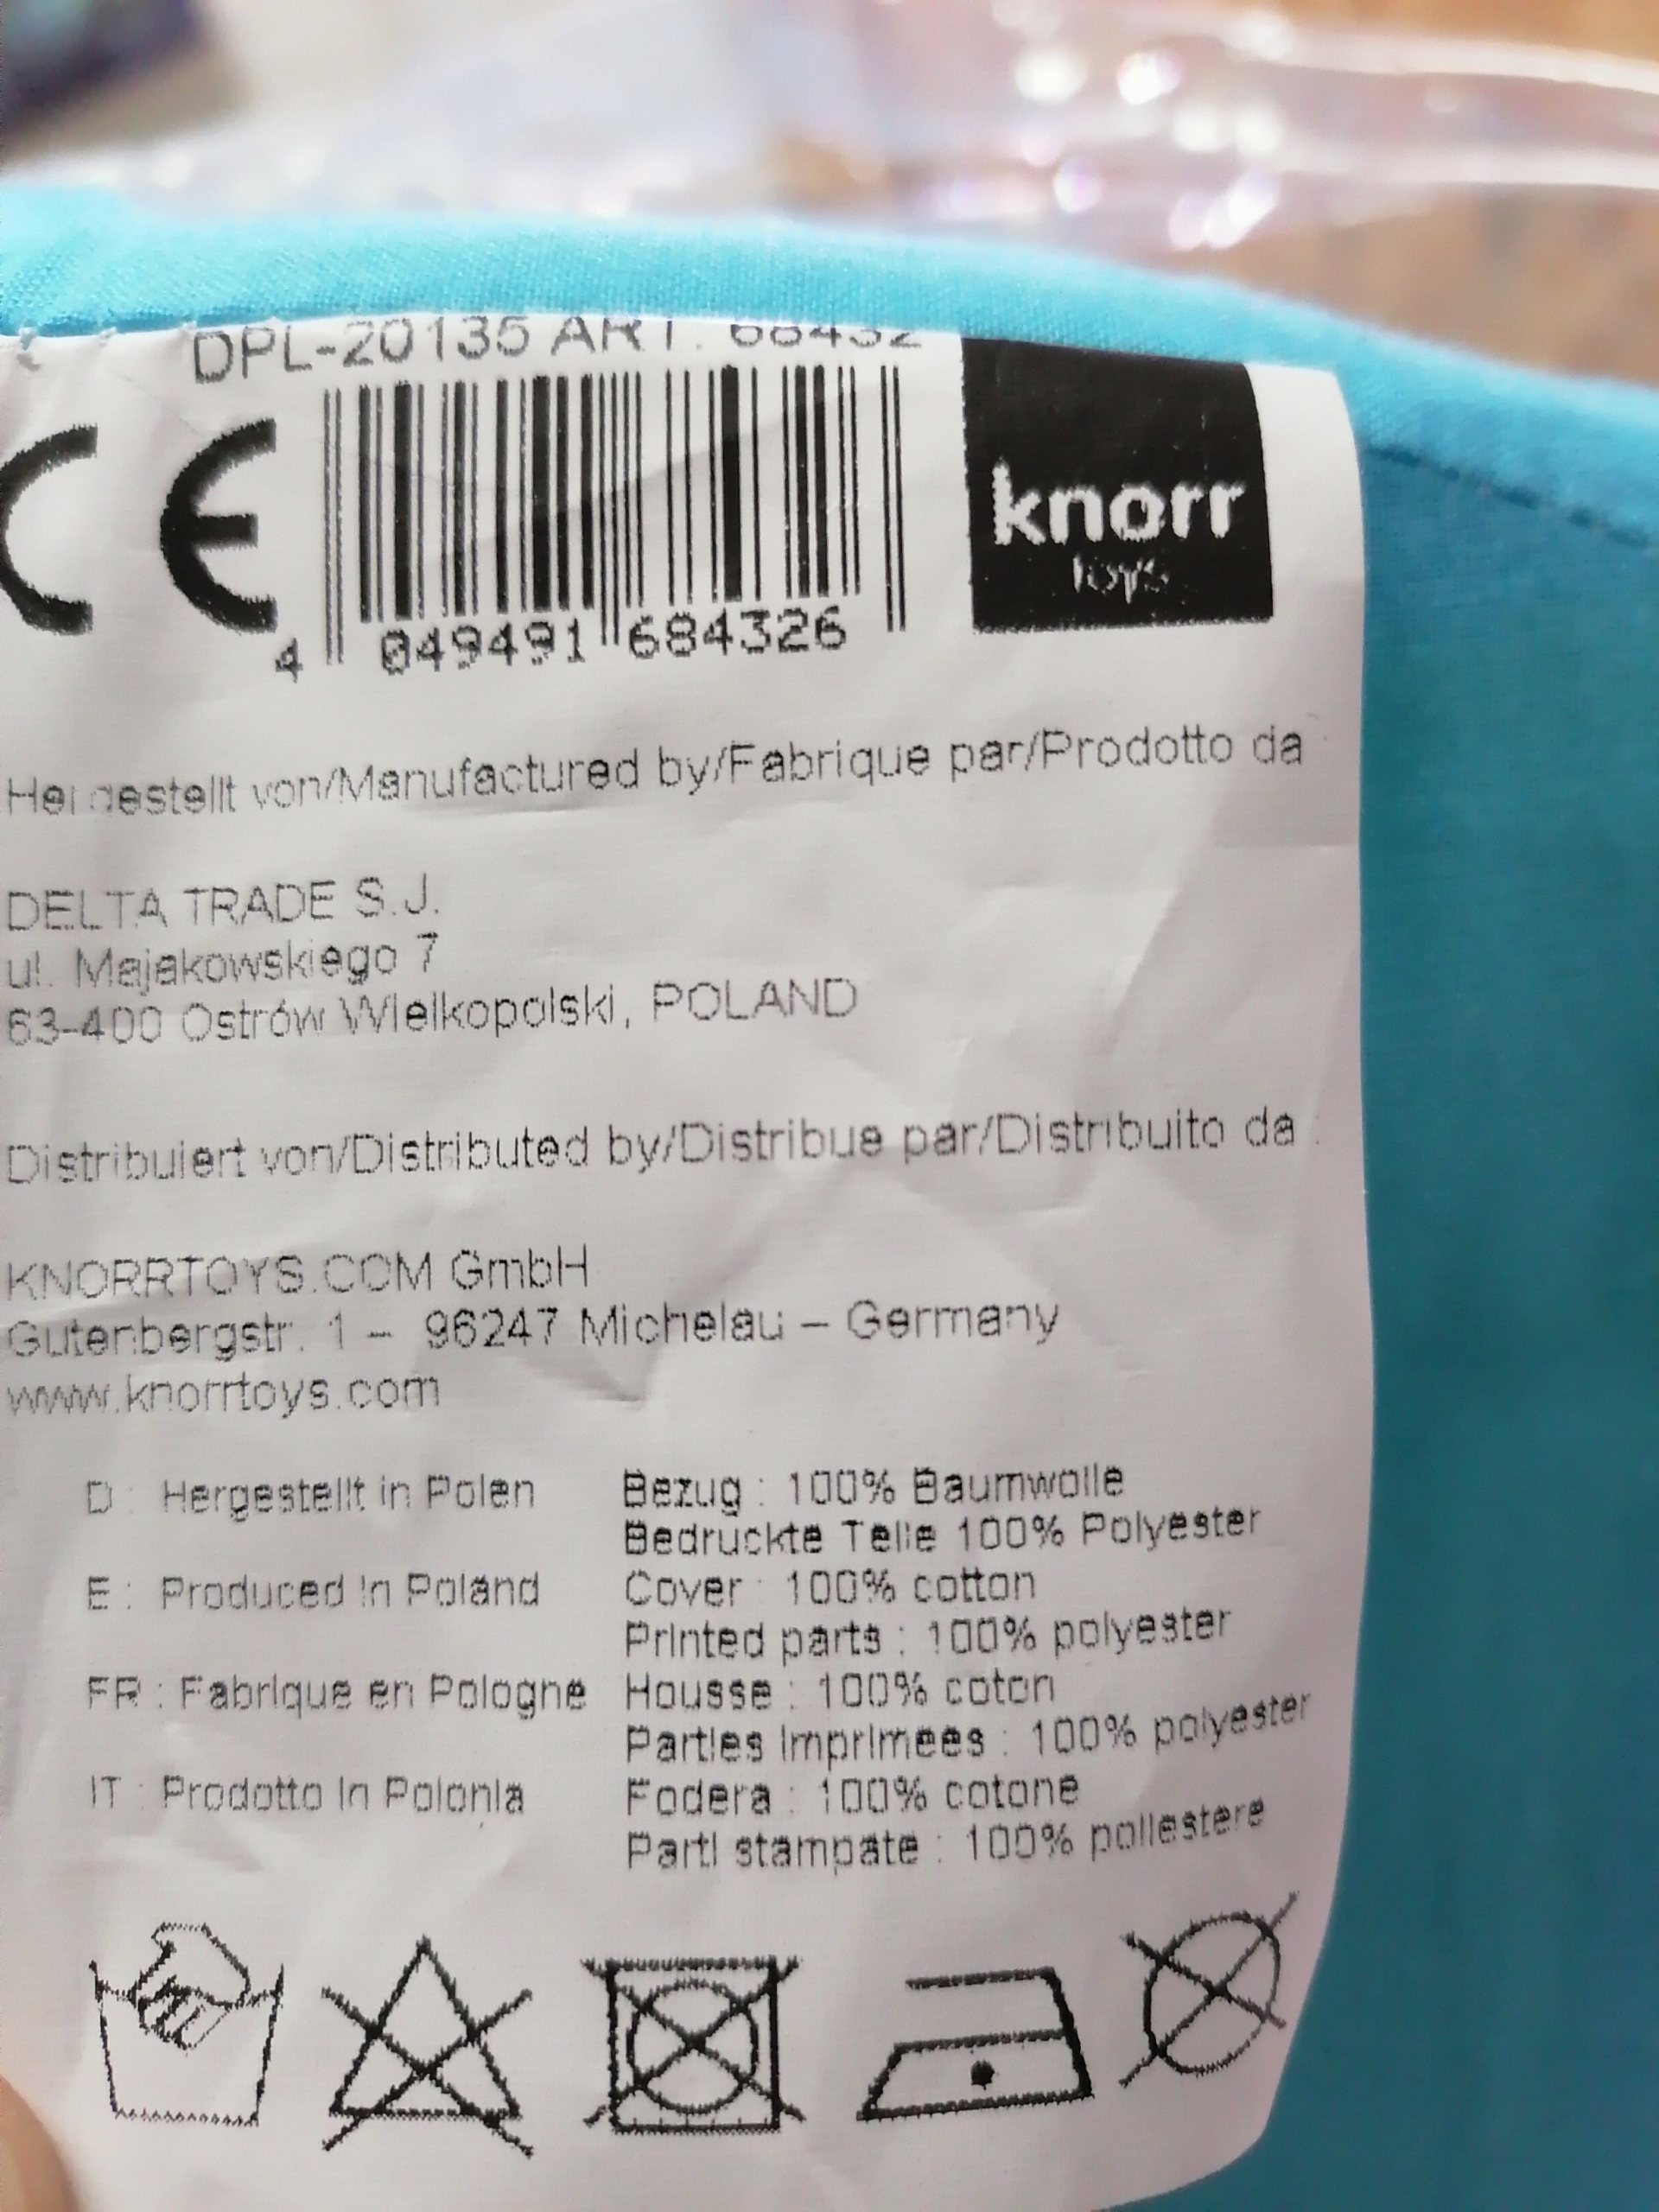 DPL-20135 ART. 68432
CE
4 049491 684326
knorr
toys
Hergestellt von/Manufactured by/Fabrique par/Prodotto da
DELTA TRADE S.J.
ul. Majakowskiego 7
63-400 Ostrów Wielkopolski, POLAND
Distribuiert von/Distributed by/Distribue par/Distribuito da :
KNORRTOYS.COM GmbH
Gutenbergstr. 1 – 96247 Michelau – Germany
www.knorrtoys.com
D : Hergestellt in Polen Bezug : 100% Baumwolle
Bedruckte Teile 100% Polyester
E : Produced in Poland Cover : 100% cotton
Printed parts : 100% polyester
FR : Fabrique en Pologne Housse : 100% coton
Parties imprimees : 100% polyester
IT : Prodotto in Polonia Fodera : 100% cotone
Parti stampate : 100% poliestere